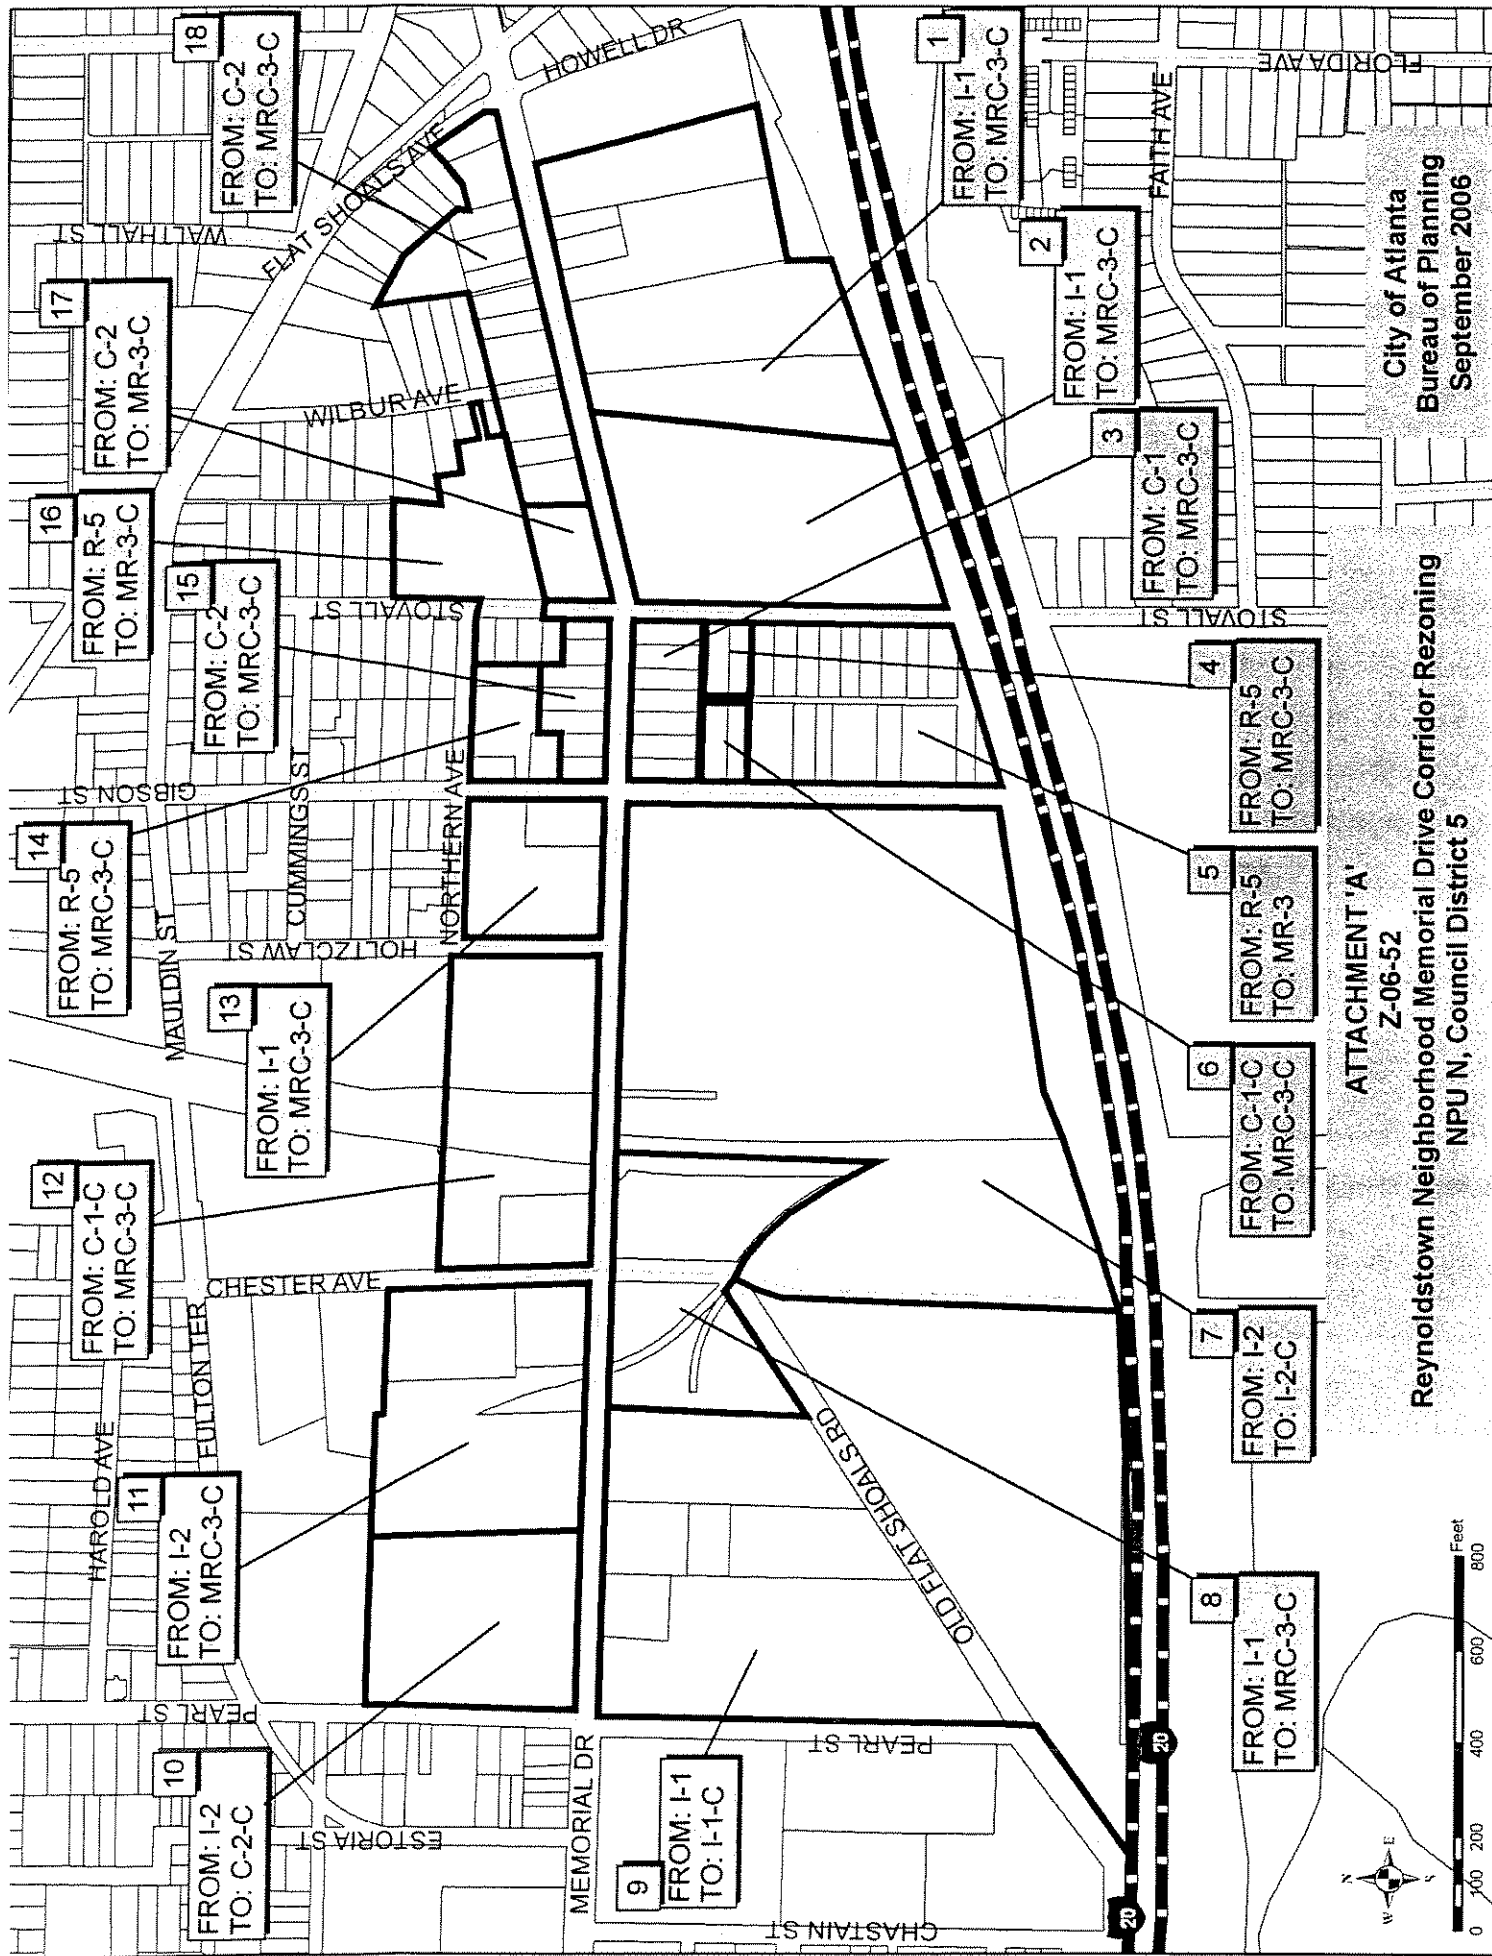 10
FROM: I-2
TO: C-2-C
11
FROM: I-2
TO: MRC-3-C
12
FROM: C-1-C
TO: MRC-3-C
13
FROM: I-1
TO: MRC-3-C
14
FROM: R-5
TO: MRC-3-C
15
FROM: C-2
TO: MRC-3-C
16
FROM: R-5
TO: MR-3-C
17
FROM: C-2
TO: MR-3-C
18
FROM: C-2
TO: MRC-3-C
HAROLD AVE
PEARL ST
ESTORIA ST
FULTON TER
CHESTER AVE
MAULDIN ST
HOLTZCLAW ST
CUMMINGS ST
NORTHERN AVE
GIBSON ST
STOVALL ST
WILBUR AVE
WALTHALL ST
FLAT SHOALS AVE
HOWELL DR
MEMORIAL DR
PEARL ST
CHASTAIN ST
OLD FLAT SHOALS RD
9
FROM: I-1
TO: I-1-C
20
20
8
FROM: I-1
TO: MRC-3-C
7
FROM: I-2
TO: I-2-C
6
FROM: C-1-C
TO: MRC-3-C
5
FROM: R-5
TO: MR-3
4
FROM: R-5
TO: MRC-3-C
3
FROM: C-1
TO: MRC-3-C
2
FROM: I-1
TO: MRC-3-C
1
FROM: I-1
TO: MRC-3-C
STOVALL ST
FAITH AVE
FLORIDA AVE
N
W
E
S
0 100 200 400 600 800
Feet
ATTACHMENT 'A'
Z-06-52
Reynoldstown Neighborhood Memorial Drive Corridor Rezoning
NPU N, Council District 5
City of Atlanta
Bureau of Planning
September 2006